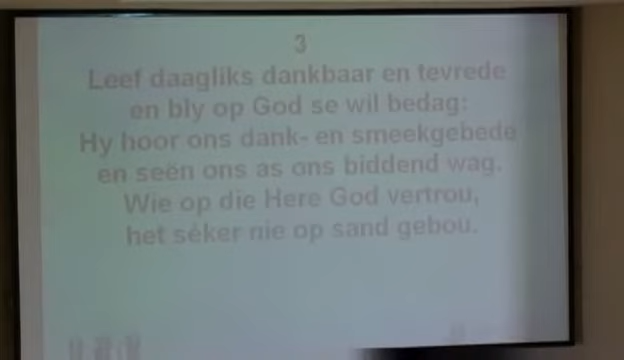 3
Leef daagliks dankbaar en tevrede
en bly op God se wil bedag:
Hy hoor ons dank- en smeekgebede
en seën ons as ons biddend wag.
Wie op die Here God vertrou,
het sêker nie op sand gebou.